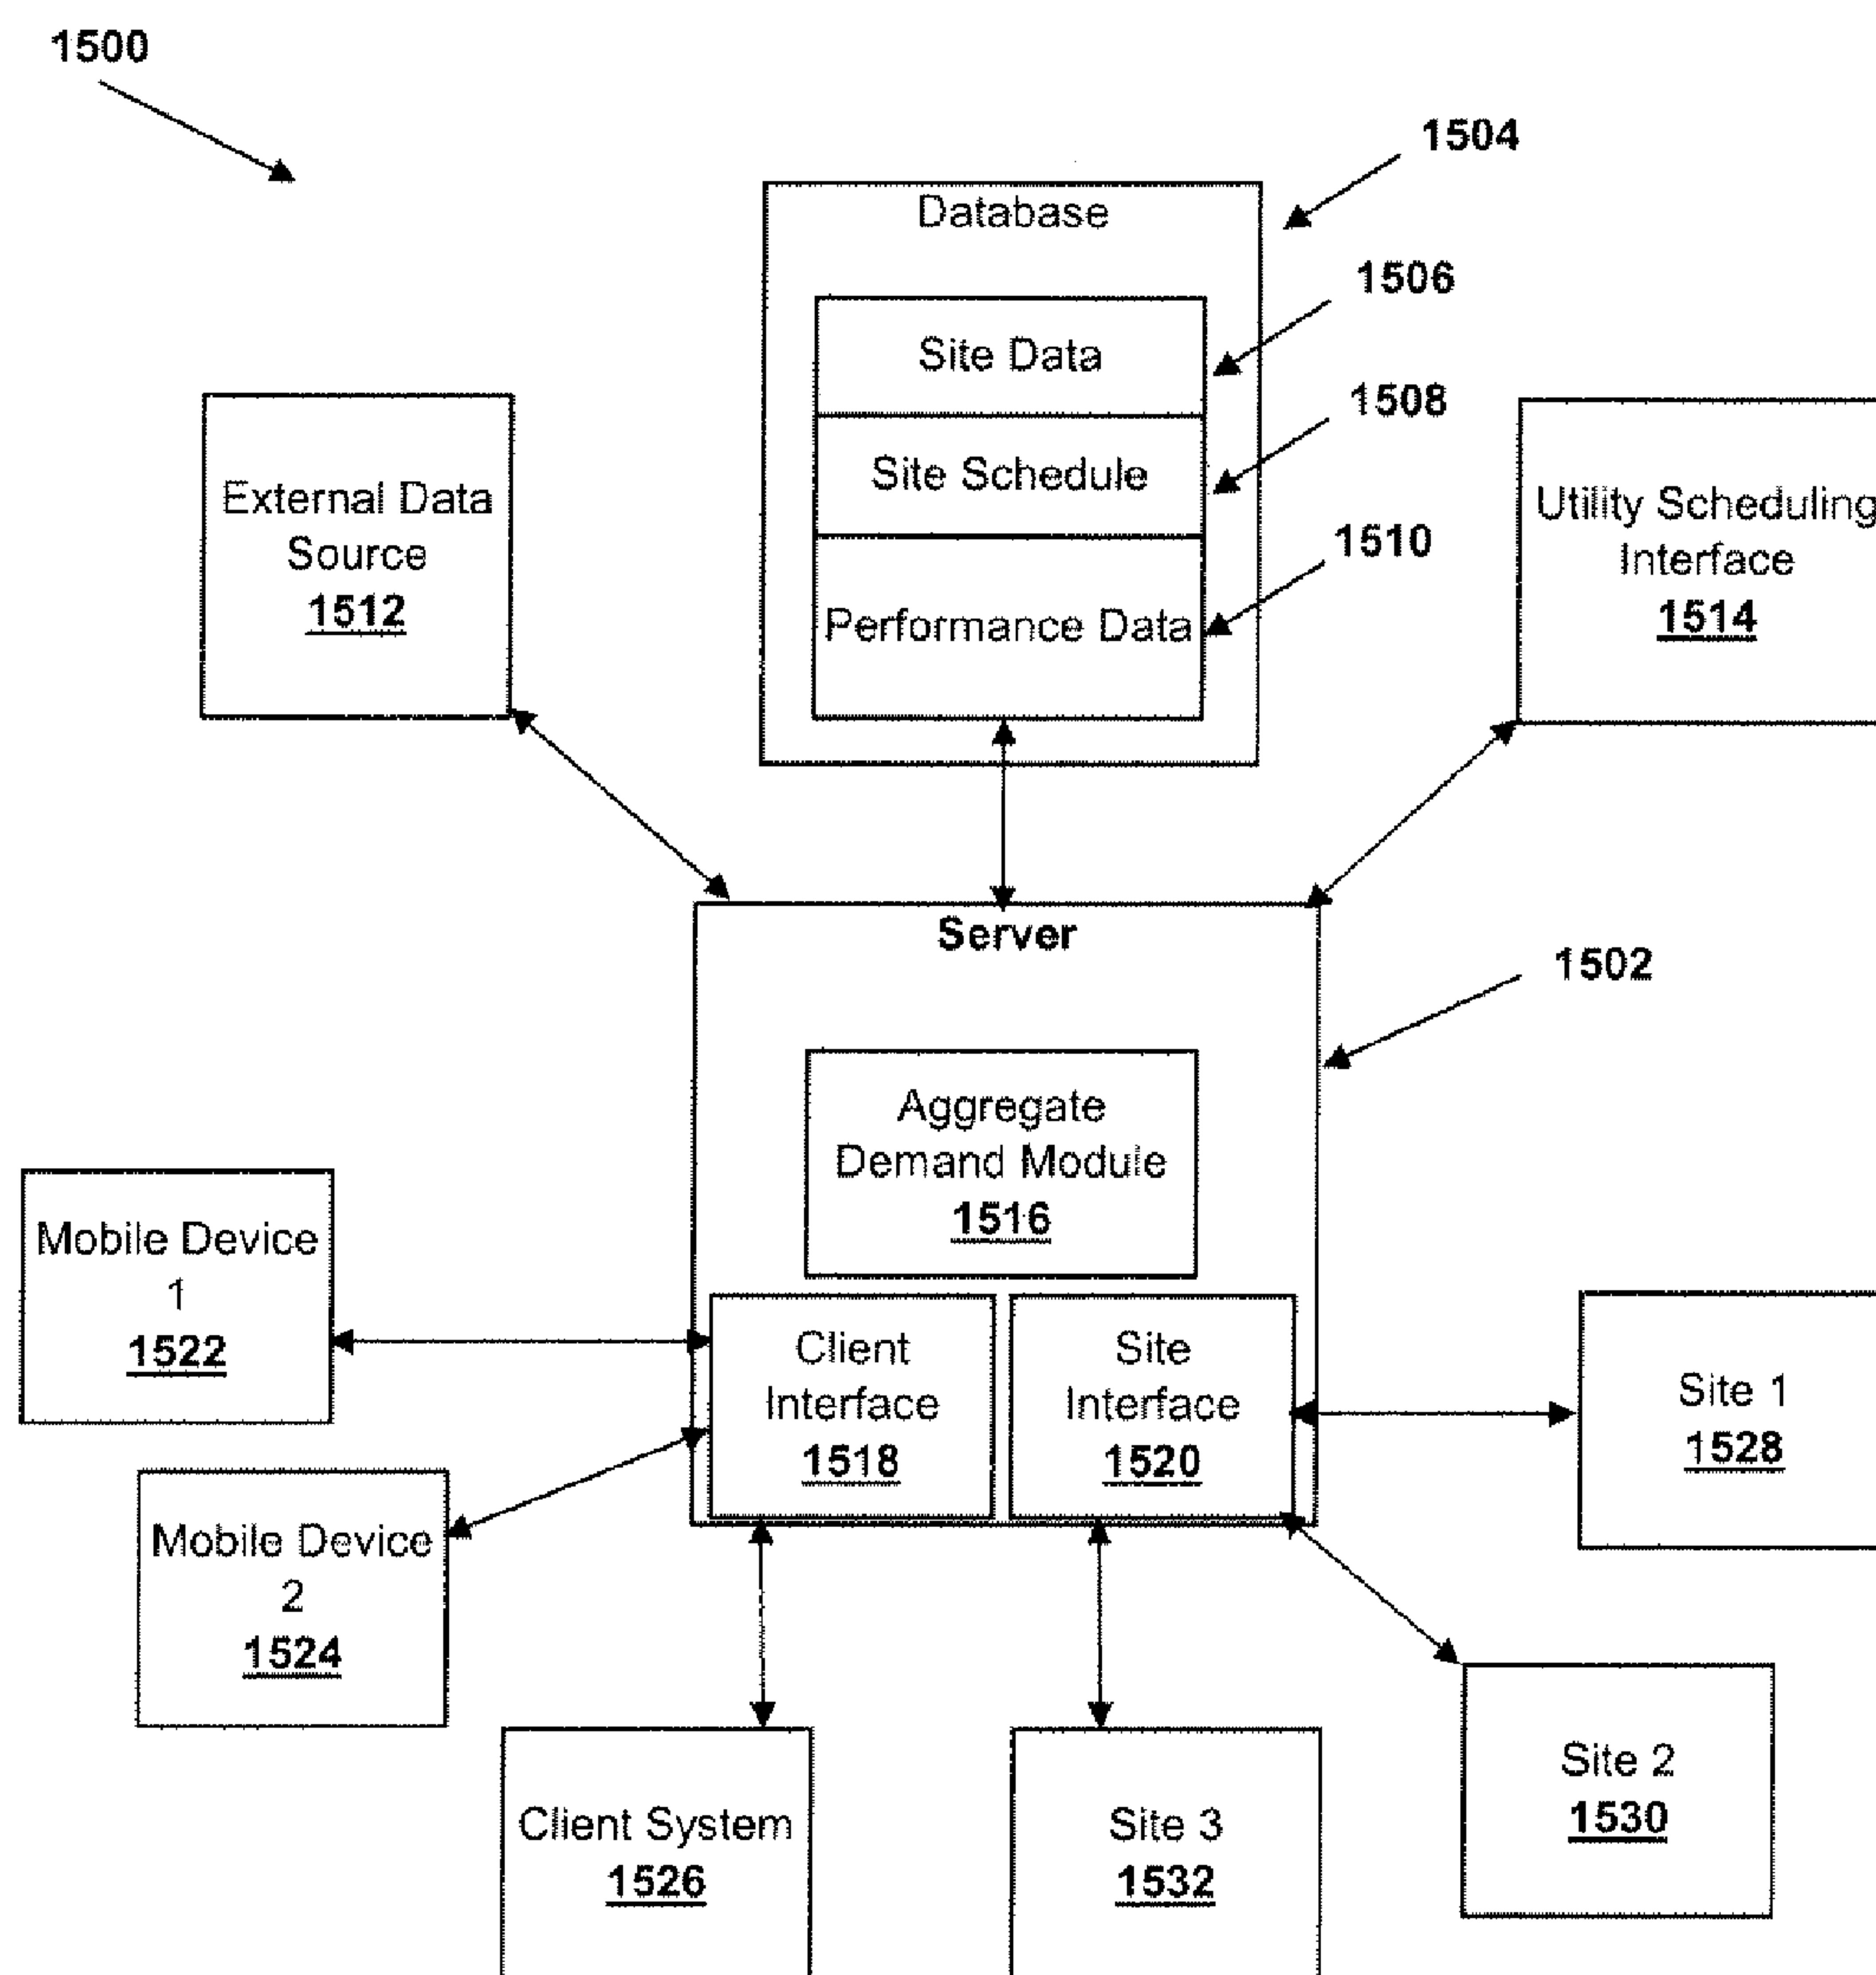 1500
1504
Database
1506
Site Data
1508
Site Schedule
1510
Performance Data
External Data
Source
1512
Utility Scheduling
Interface
1514
Server
1502
Aggregate
Demand Module
1516
Mobile Device
1
1522
Client
Interface
1518
Site
Interface
1520
Site 1
1528
Mobile Device
2
1524
Site 2
1530
Client System
1526
Site 3
1532